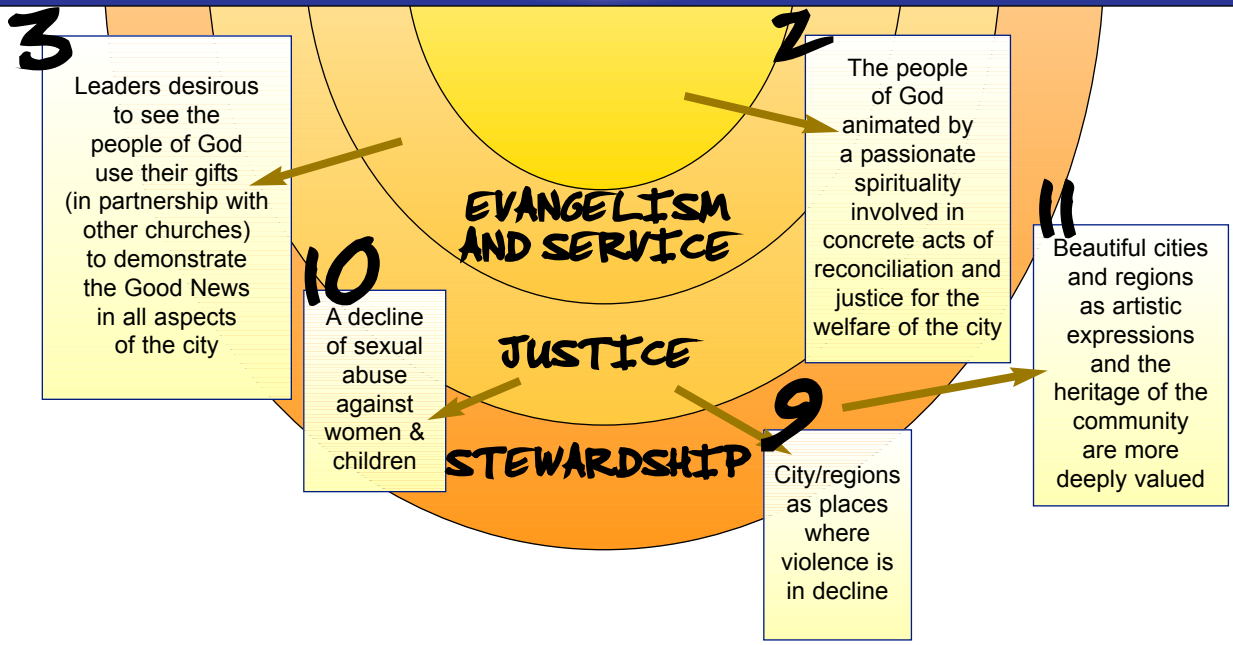 3
Leaders desirous
to see the
people of God
use their gifts
(in partnership with
other churches)
to demonstrate
the Good News
in all aspects
of the city
2
The people
of God
animated by
a passionate
spirituality
involved in
concrete acts of
reconciliation and
justice for the
welfare of the city
EVANGELISM
AND SERVICE
11
Beautiful cities
and regions
as artistic
expressions
and the
heritage of the
community
are more
deeply valued
10
A decline
of sexual
abuse
against
women &
children
JUSTICE
STEWARDSHIP
9
City/regions
as places
where
violence is
in decline